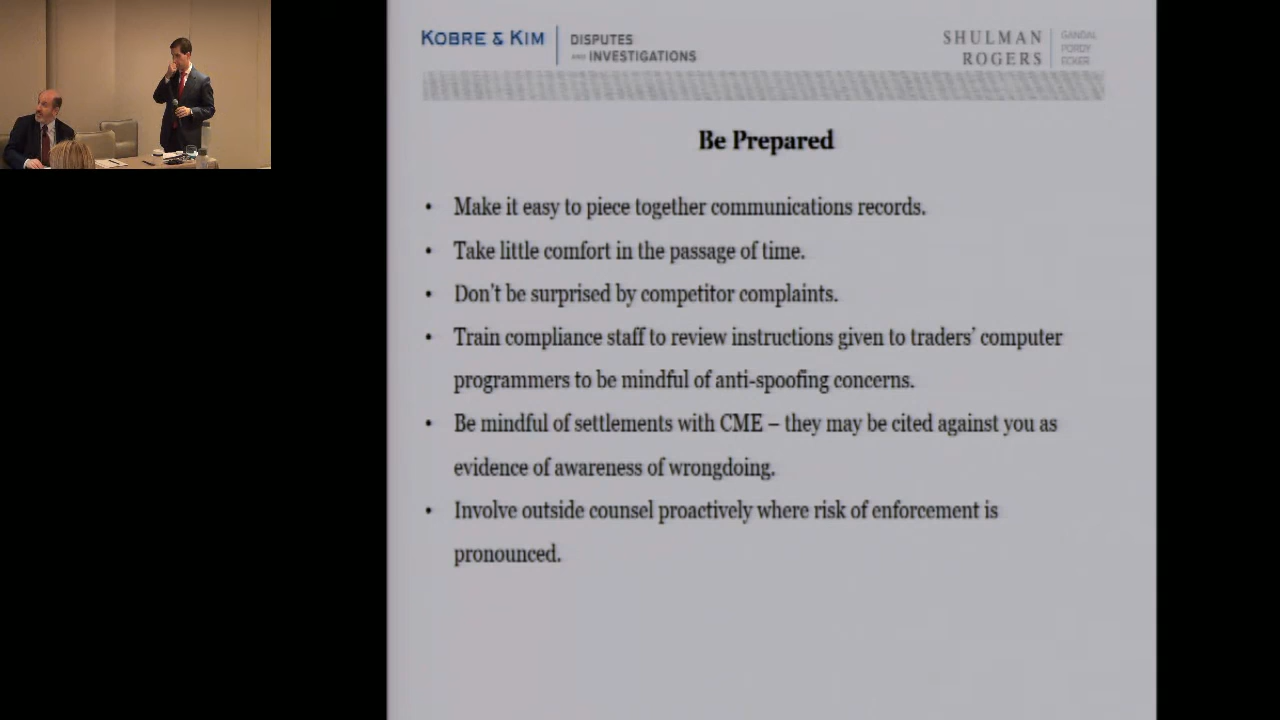 KOBRE & KIM
DISPUTES
AND INVESTIGATIONS
SHULMAN
ROGERS
GANDAL
PORDY
ECKER
Be Prepared
• Make it easy to piece together communications records.
• Take little comfort in the passage of time.
• Don't be surprised by competitor complaints.
• Train compliance staff to review instructions given to traders' computer
programmers to be mindful of anti-spoofing concerns.
• Be mindful of settlements with CME – they may be cited against you as
evidence of awareness of wrongdoing.
• Involve outside counsel proactively where risk of enforcement is
pronounced.